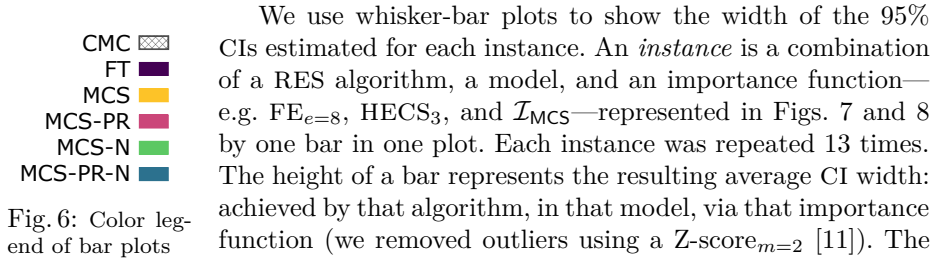 CMC
FT
MCS
MCS-PR
MCS-N
MCS-PR-N
Fig. 6: Color leg-
end of bar plots
We use whisker-bar plots to show the width of the 95%
CIs estimated for each instance. An instance is a combination
of a RES algorithm, a model, and an importance function—
e.g. FE𝑒=8, HECS₃, and ℐMCS—represented in Figs. 7 and 8
by one bar in one plot. Each instance was repeated 13 times.
The height of a bar represents the resulting average CI width:
achieved by that algorithm, in that model, via that importance
function (we removed outliers using a Z-scoreₘ₌₂ [11]). The